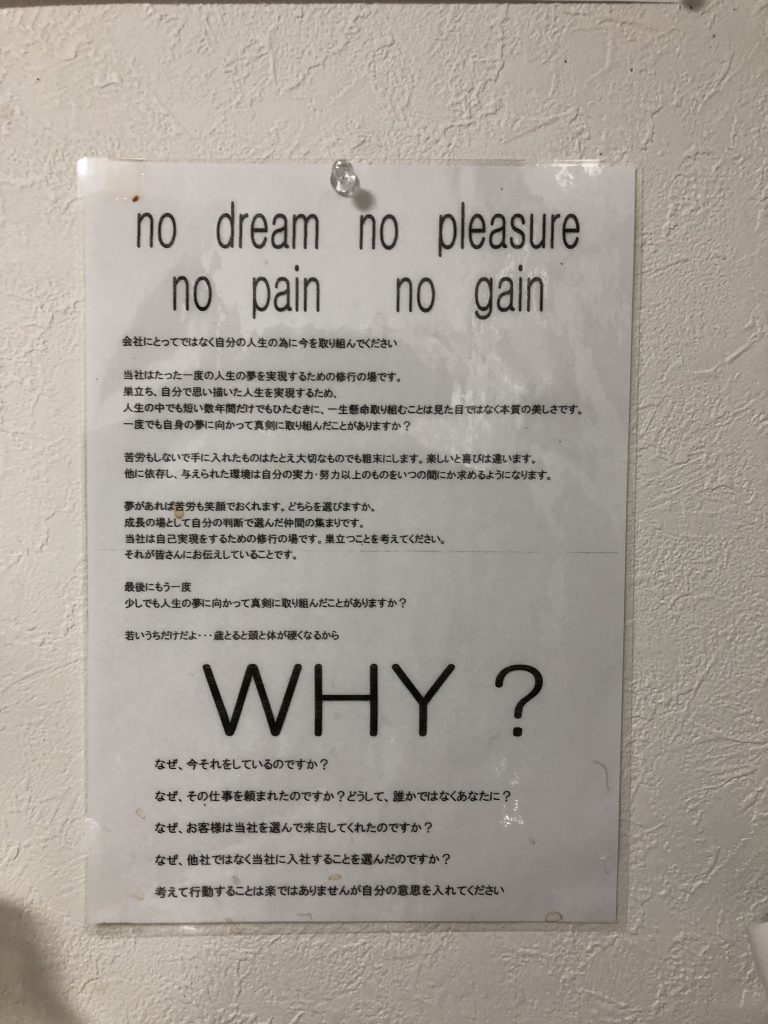 no dream no pleasure
no pain no gain
会社にとってではなく自分の人生の為に今を取り組んでください
当社はたった一度の人生の夢を実現するための修行の場です。
巣立ち、自分で思い描いた人生を実現するため、
人生の中でも短い数年間だけでもひたむきに、一生懸命取り組むことは見た目ではなく本質の美しさです。
一度でも自身の夢に向かって真剣に取り組んだことがありますか？
苦労もしないで手に入れたものはたとえ大切なものでも粗末にします。楽しいと喜びは違います。
他に依存し、与えられた環境は自分の実力・努力以上のものをいつの間にか求めるようになります。
夢があれば苦労も笑顔でおくれます。どちらを選びますか。
成長の場として自分の判断で選んだ仲間の集まりです。
当社は自己実現をするための修行の場です。巣立つことを考えてください。
それが皆さんにお伝えしていることです。
最後にもう一度
少しでも人生の夢に向かって真剣に取り組んだことがありますか？
若いうちだけだよ・・・歳とると頭と体が硬くなるから
WHY？
なぜ、今それをしているのですか？
なぜ、その仕事を頼まれたのですか？どうして、誰かではなくあなたに？
なぜ、お客様は当社を選んで来店してくれたのですか？
なぜ、他社ではなく当社に入社することを選んだのですか？
考えて行動することは楽ではありませんが自分の意思を入れてください